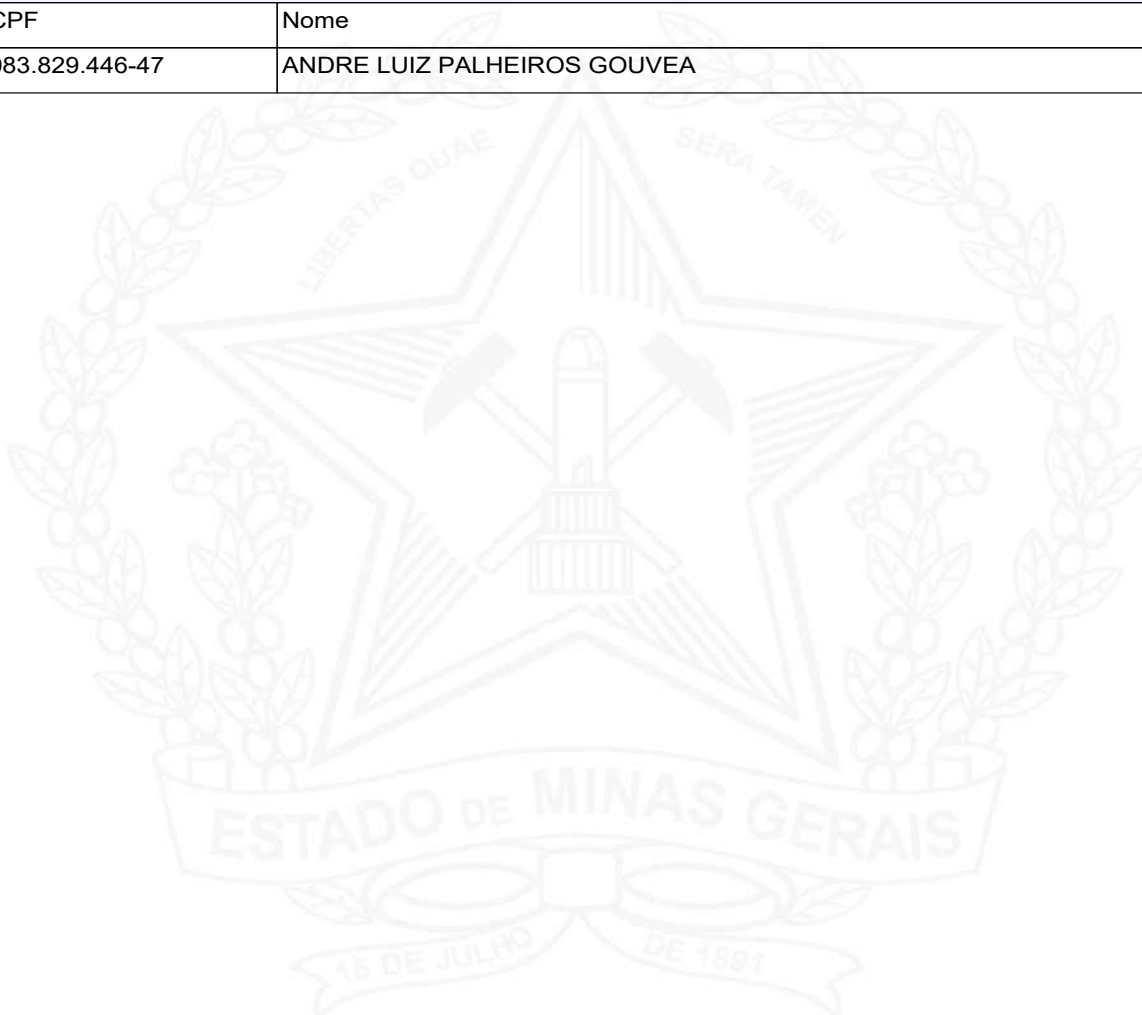 CPF Nome
083.829.446-47 ANDRE LUIZ PALHEIROS GOUVEA
LIBERTAS QUAE SERA TAMEN
ESTADO DE MINAS GERAIS
15 DE JULHO DE 1891